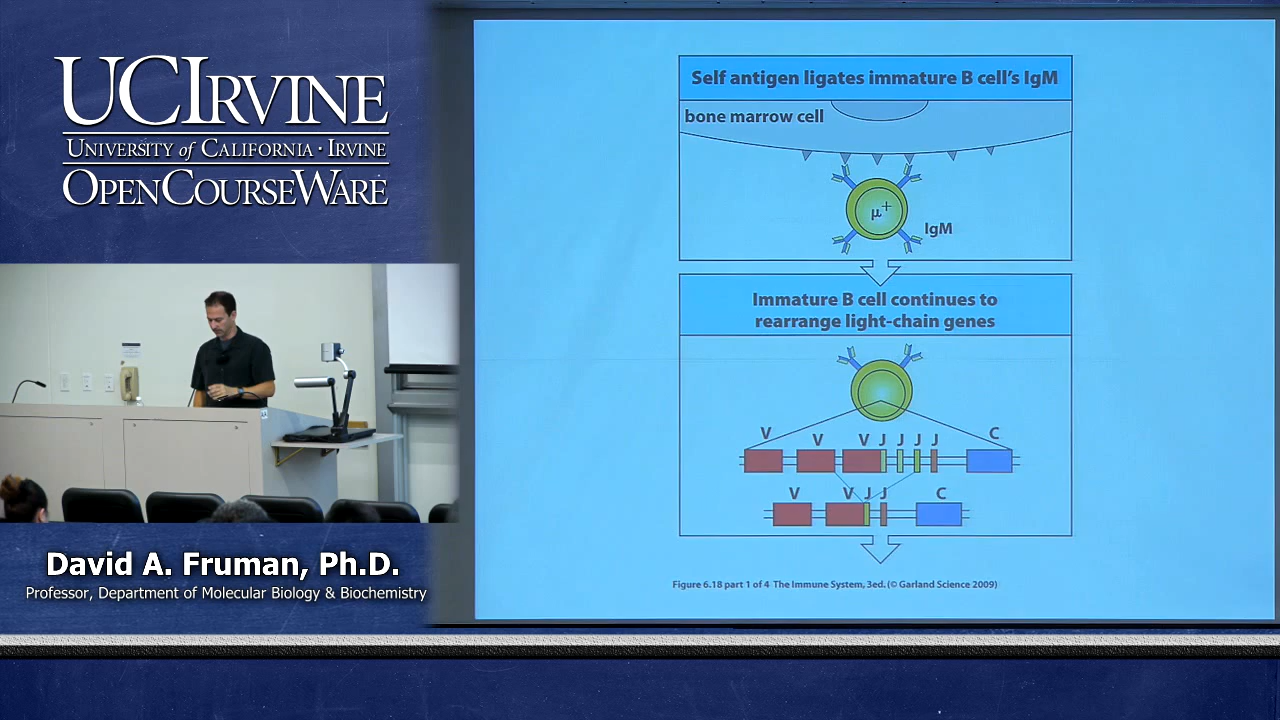 UCIRVINE
UNIVERSITY of CALIFORNIA · IRVINE
OPENCOURSEWARE
David A. Fruman, Ph.D.
Professor, Department of Molecular Biology & Biochemistry
Self antigen ligates immature B cell's IgM
bone marrow cell
μ+
IgM
Immature B cell continues to
rearrange light-chain genes
V V V J J J J C
V V J J C
Figure 6.18 part 1 of 4 The Immune System, 3ed. (© Garland Science 2009)